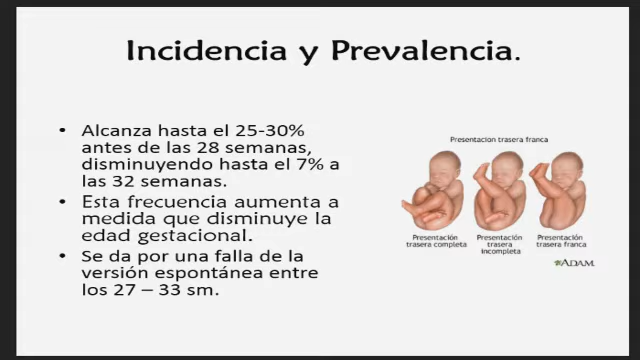 Incidencia y Prevalencia.
• Alcanza hasta el 25-30%
antes de las 28 semanas,
disminuyendo hasta el 7% a
las 32 semanas.
• Esta frecuencia aumenta a
medida que disminuye la
edad gestacional.
• Se da por una falla de la
versión espontánea entre
los 27 – 33 sm.
Presentación trasera franca
Presentación
trasera completa
Presentación
trasera
incompleta
Presentación
trasera franca
ADAM.